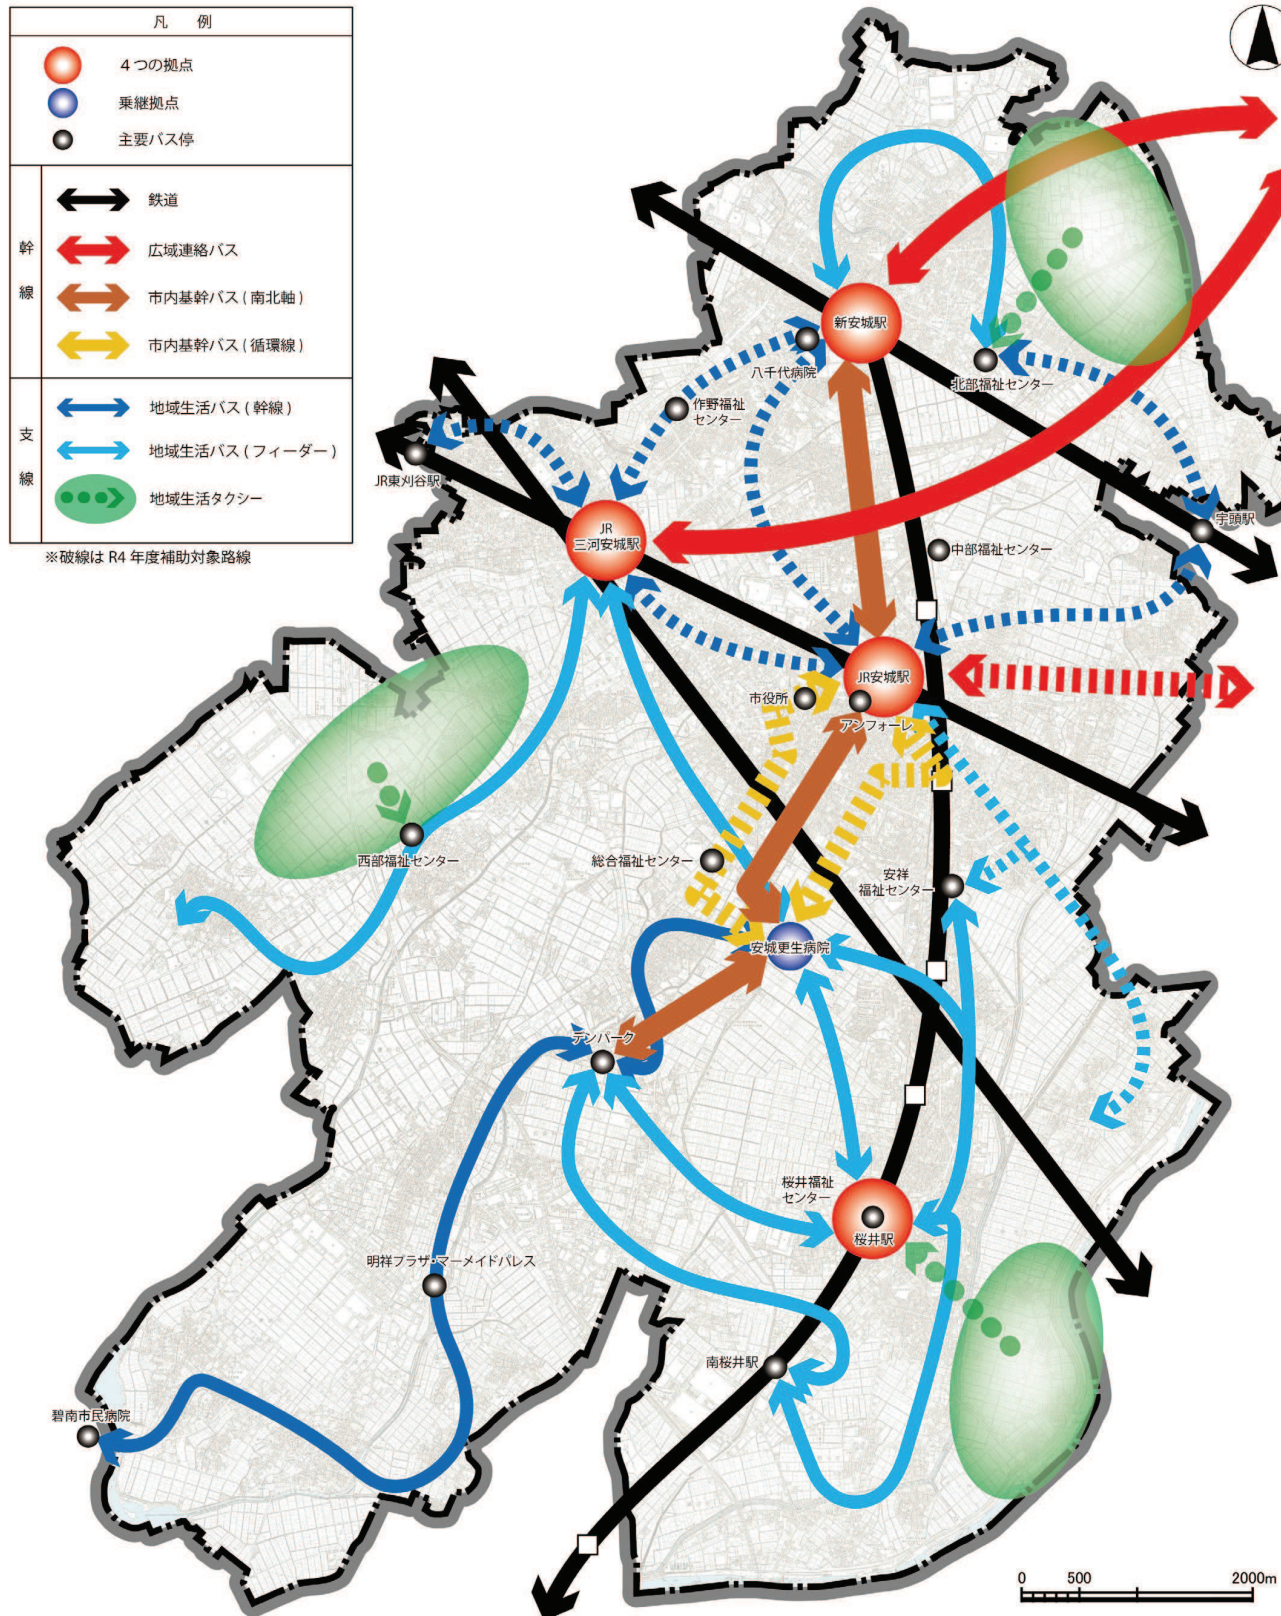 凡　例
４つの拠点
乗継拠点
主要バス停
幹線
鉄道
広域連絡バス
市内基幹バス ( 南北軸 )
市内基幹バス ( 循環線 )
支線
地域生活バス ( 幹線 )
地域生活バス ( フィーダー )
地域生活タクシー
※破線は R4 年度補助対象路線
新安城駅
八千代病院
北部福祉センター
作野福祉
センター
JR東刈谷駅
JR
三河安城駅
宇頭駅
中部福祉センター
JR安城駅
市役所
アンフォーレ
西部福祉センター
総合福祉センター
安祥
福祉センター
安城更生病院
デンパーク
桜井福祉
センター
桜井駅
明祥プラザ・マーメイドパレス
南桜井駅
碧南市民病院
0 500 2000m